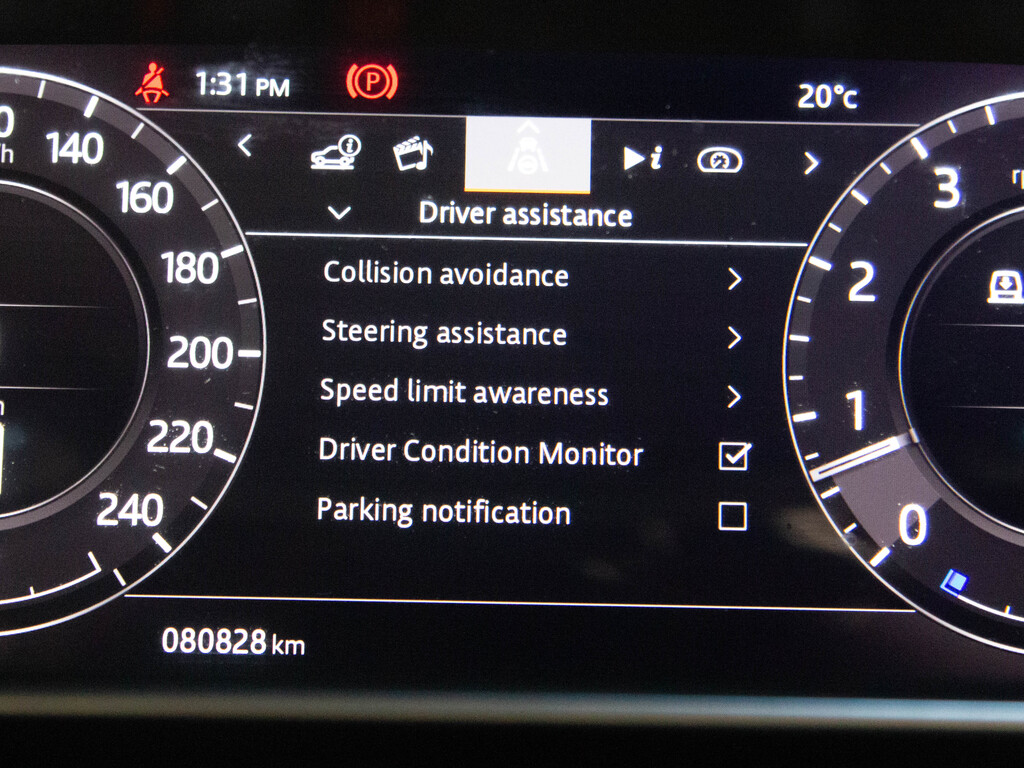 1:31 PM
P
20°C
140
160
180
200
220
240
Driver assistance
Collision avoidance
Steering assistance
Speed limit awareness
Driver Condition Monitor
Parking notification
3
2
1
0
080828 km